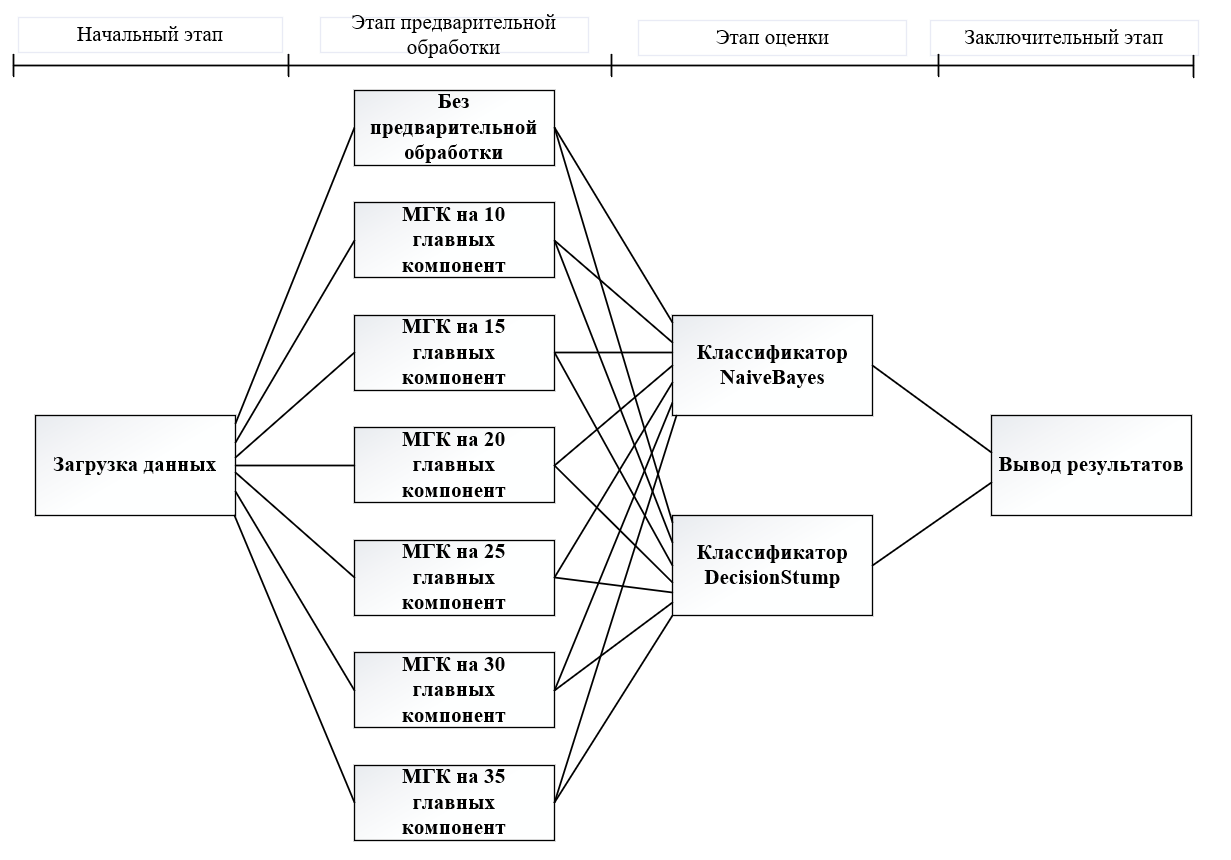 Начальный этап
Этап предварительной
обработки
Этап оценки
Заключительный этап
Без
предварительной
обработки
МГК на 10
главных
компонент
МГК на 15
главных
компонент
МГК на 20
главных
компонент
МГК на 25
главных
компонент
МГК на 30
главных
компонент
МГК на 35
главных
компонент
Загрузка данных
Классификатор
NaiveBayes
Классификатор
DecisionStump
Вывод результатов